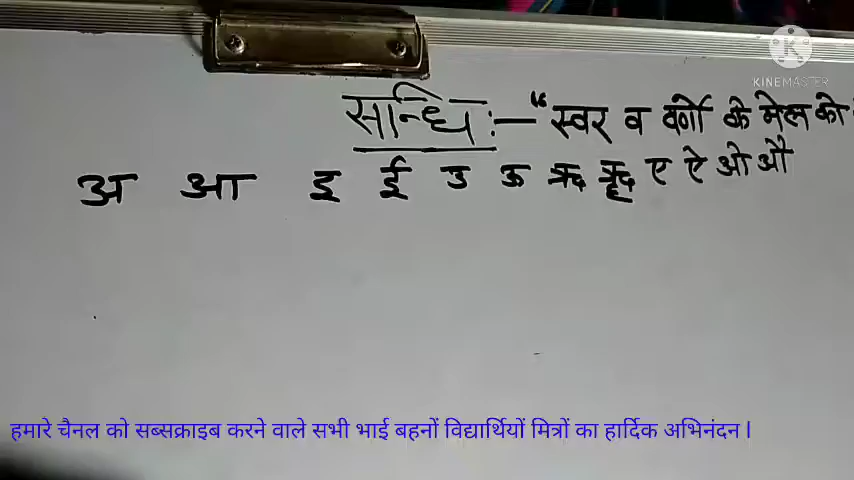 KINEMASTER
सन्धि :— “स्वर व वर्णो के मेल को
अ आ इ ई उ ऊ ऋ ॠ ए ऐ ओ औ
हमारे चैनल को सब्सक्राइब करने वाले सभी भाई बहनों विद्यार्थियों मित्रों का हार्दिक अभिनंदन।